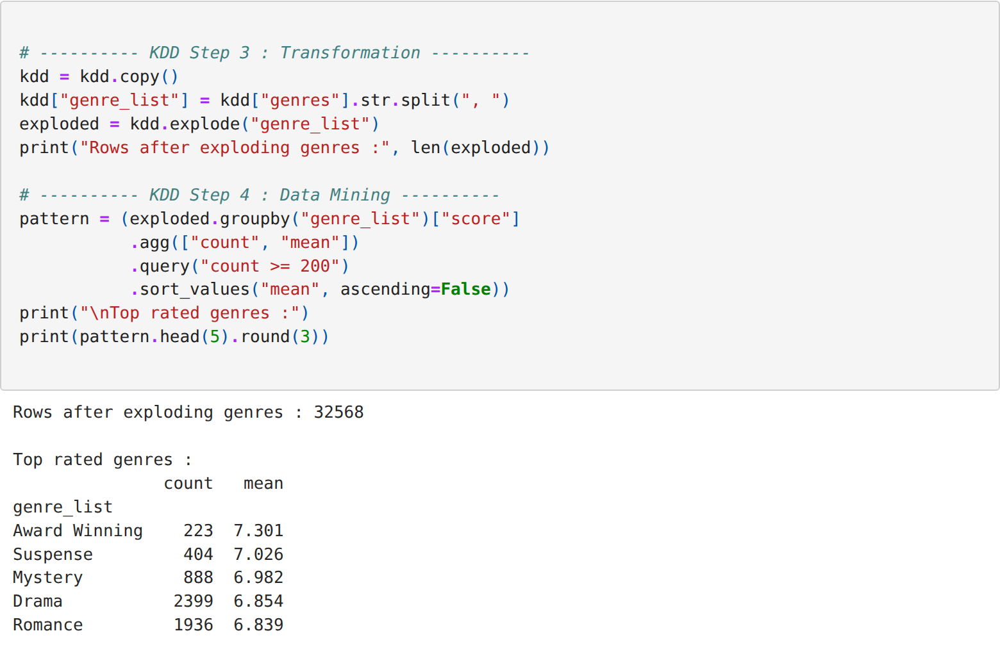 # ---------- KDD Step 3 : Transformation ----------
kdd = kdd.copy()
kdd["genre_list"] = kdd["genres"].str.split(", ")
exploded = kdd.explode("genre_list")
print("Rows after exploding genres :", len(exploded))

# ---------- KDD Step 4 : Data Mining ----------
pattern = (exploded.groupby("genre_list")["score"]
           .agg(["count", "mean"])
           .query("count >= 200")
           .sort_values("mean", ascending=False))
print("\nTop rated genres :")
print(pattern.head(5).round(3))
Rows after exploding genres : 32568

Top rated genres :
               count   mean
genre_list
Award Winning    223  7.301
Suspense         404  7.026
Mystery          888  6.982
Drama           2399  6.854
Romance         1936  6.839